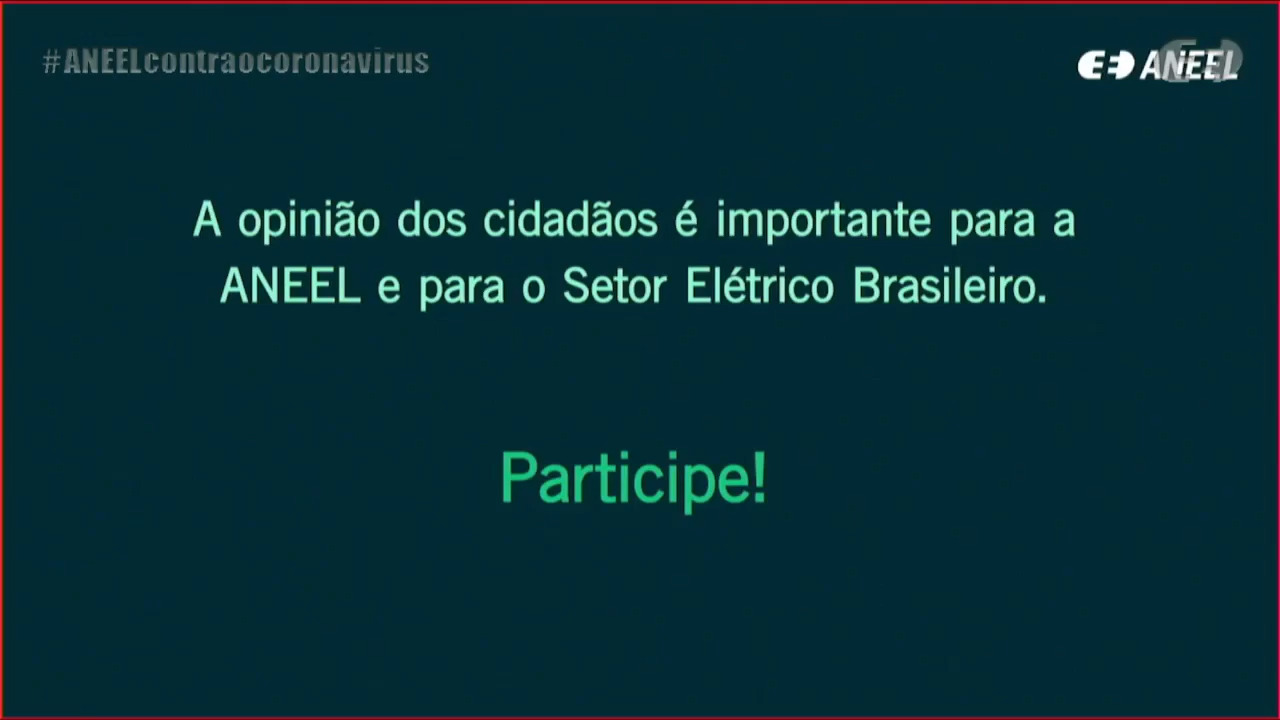 #ANEELcontraocoronavirus
ANEEL
A opinião dos cidadãos é importante para a
ANEEL e para o Setor Elétrico Brasileiro.
Participe!